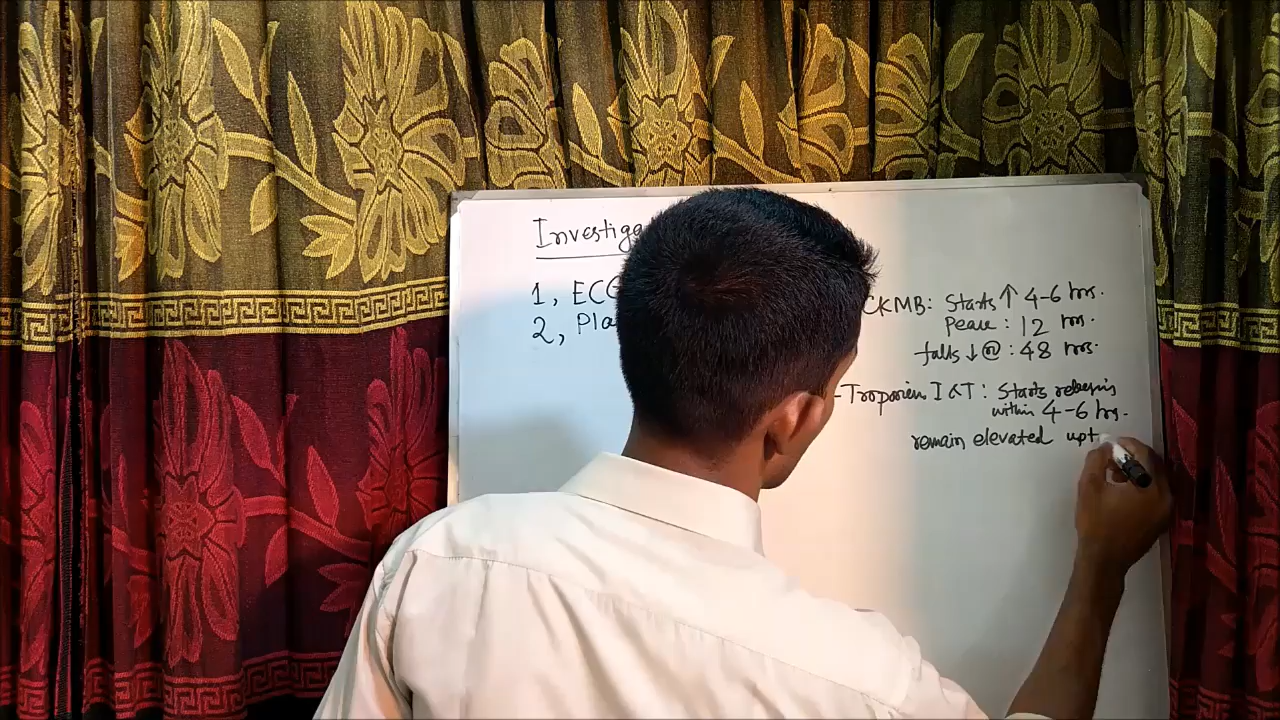 Investiga
1, ECG
2, Pla
CKMB: Starts ↑ 4-6 hrs.
Peak : 12 hrs.
falls ↓ @ : 48 hrs.
- Troponin I & T : Starts
within 4-6 hrs.
remain elevated upt